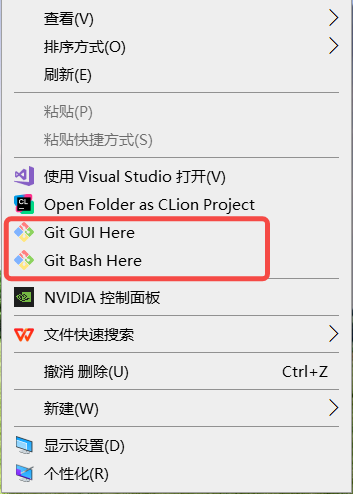 查看(V)
排序方式(O)
刷新(E)
粘贴(P)
粘贴快捷方式(S)
使用 Visual Studio 打开(V)
Open Folder as CLion Project
Git GUI Here
Git Bash Here
NVIDIA 控制面板
文件快速搜索
撤消 删除(U) Ctrl+Z
新建(W)
显示设置(D)
个性化(R)